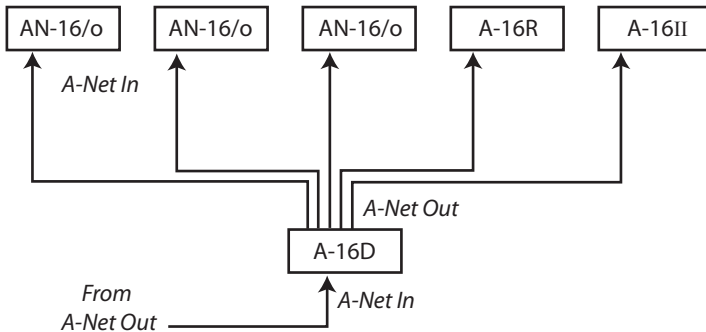 AN-16/o
AN-16/o
AN-16/o
A-16R
A-16II
A-Net In
A-Net Out
A-16D
From
A-Net Out
A-Net In